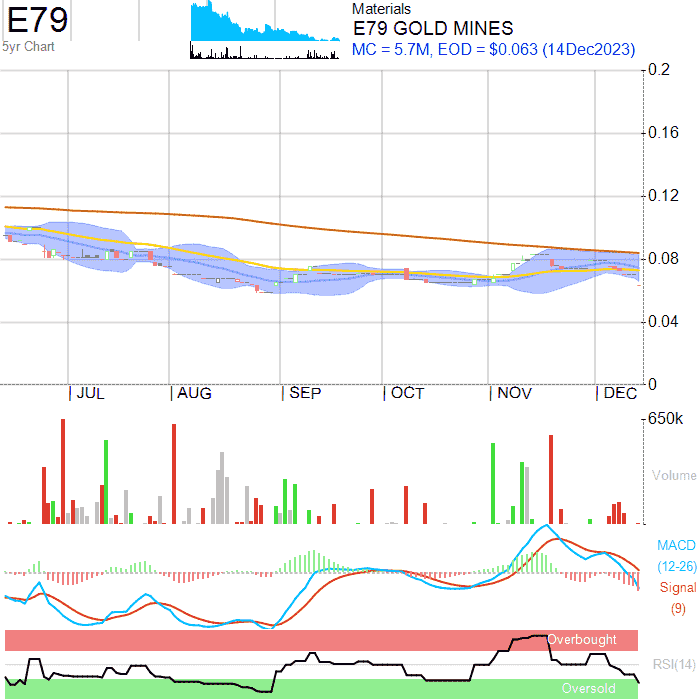 E79
5yr Chart
Materials
E79 GOLD MINES
MC = 5.7M, EOD = $0.063 (14Dec2023)
0.2
0.16
0.12
0.08
0.04
0
JUL
AUG
SEP
OCT
NOV
DEC
650k
Volume
MACD
(12-26)
Signal
(9)
Overbought
RSI(14)
Oversold